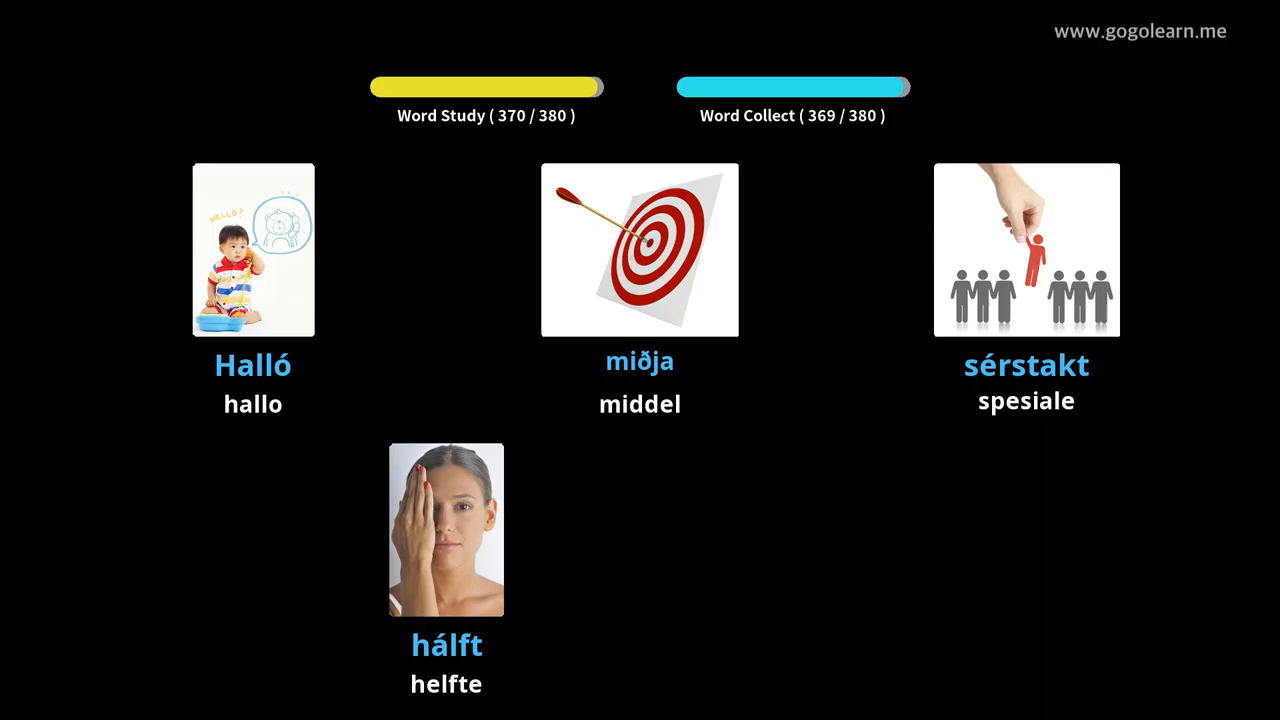 www.gogolearn.me
Word Study ( 370 / 380 )
Word Collect ( 369 / 380 )
HELLO!
Halló
miðja
sérstakt
hallo
middel
spesiale
hálft
helfte